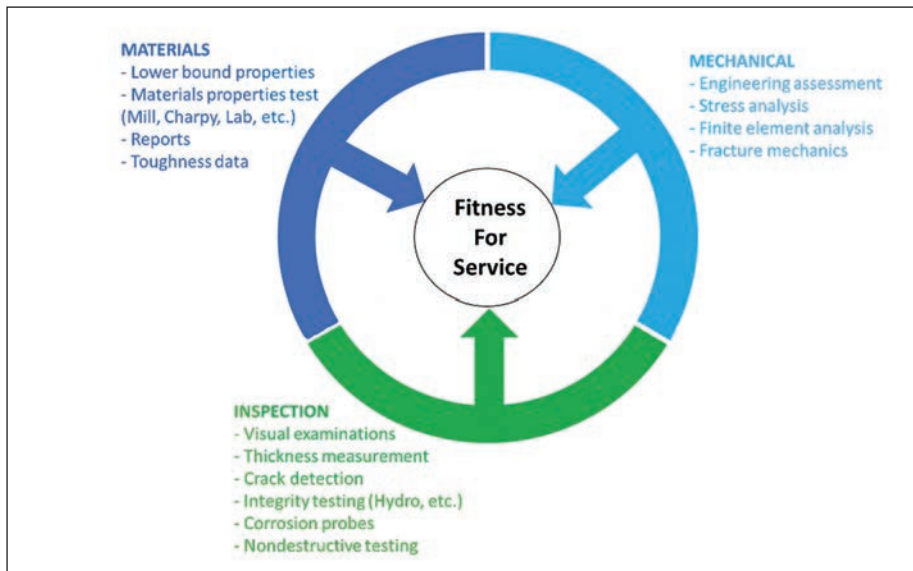 MATERIALS
- Lower bound properties
- Materials properties test
(Mill, Charpy, Lab, etc.)
- Reports
- Toughness data
MECHANICAL
- Engineering assessment
- Stress analysis
- Finite element analysis
- Fracture mechanics
Fitness
For
Service
INSPECTION
- Visual examinations
- Thickness measurement
- Crack detection
- Integrity testing (Hydro, etc.)
- Corrosion probes
- Nondestructive testing